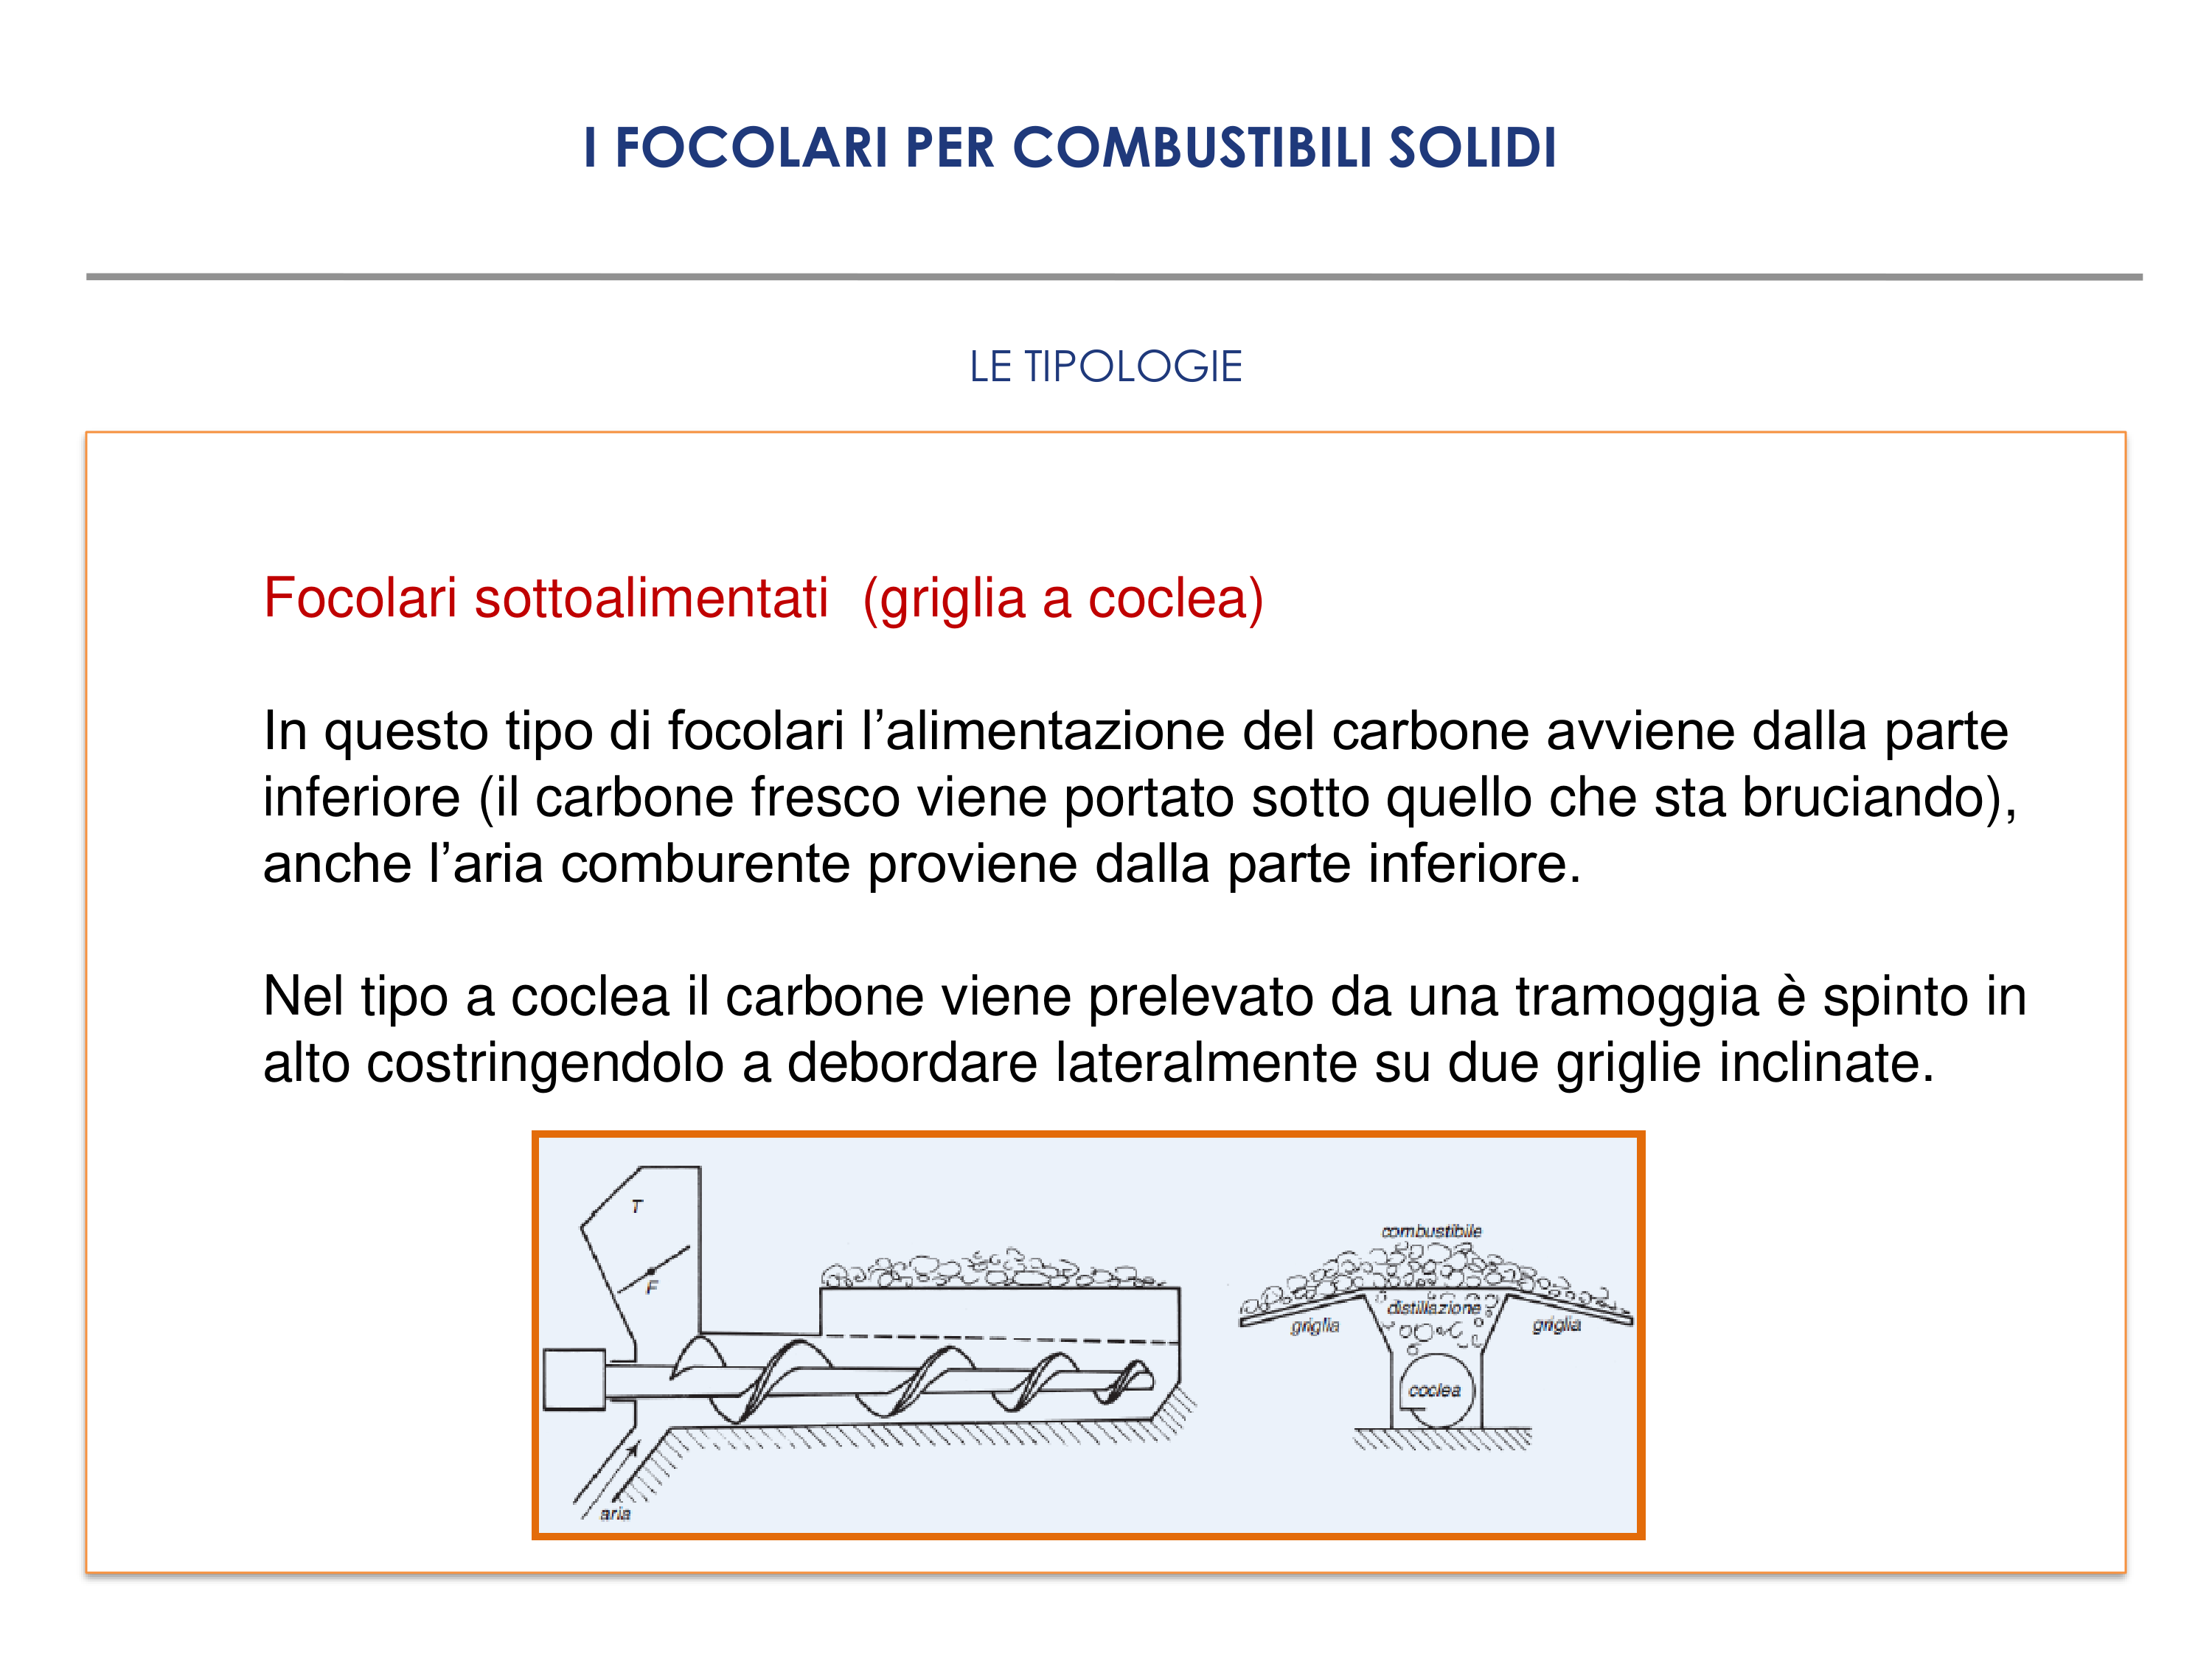 I FOCOLARI PER COMBUSTIBILI SOLIDI
LE TIPOLOGIE
Focolari sottoalimentati  (griglia a coclea)
In questo tipo di focolari l’alimentazione del carbone avviene dalla parte
inferiore (il carbone fresco viene portato sotto quello che sta bruciando),
anche l’aria comburente proviene dalla parte inferiore.
Nel tipo a coclea il carbone viene prelevato da una tramoggia è spinto in
alto costringendolo a debordare lateralmente su due griglie inclinate.
T
F
aria
combustibile
distillazione
griglia
griglia
coclea